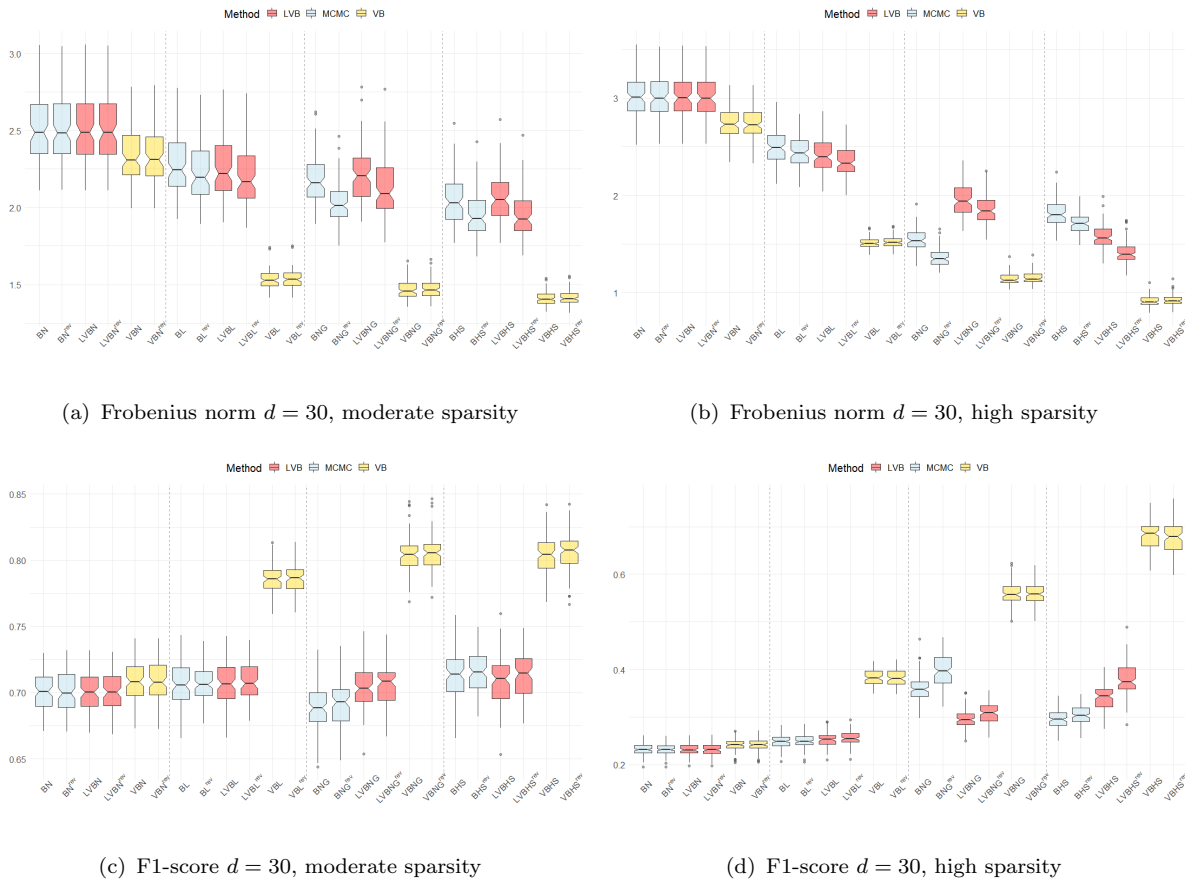 Method LVB MCMC VB
3.0
2.5
2.0
1.5
BN BN^rev LVBN LVBN^rev VBN VBN^rev BL BL^rev LVBL LVBL^rev VBL VBL^rev BNG BNG^rev LVBNG LVBNG^rev VBNG VBNG^rev BHS BHS^rev LVBHS LVBHS^rev VBHS VBHS^rev
(a) Frobenius norm d = 30, moderate sparsity
Method LVB MCMC VB
3
2
1
BN BN^rev LVBN LVBN^rev VBN VBN^rev BL BL^rev LVBL LVBL^rev VBL VBL^rev BNG BNG^rev LVBNG LVBNG^rev VBNG VBNG^rev BHS BHS^rev LVBHS LVBHS^rev VBHS VBHS^rev
(b) Frobenius norm d = 30, high sparsity
Method LVB MCMC VB
0.85
0.80
0.75
0.70
0.65
BN BN^rev LVBN LVBN^rev VBN VBN^rev BL BL^rev LVBL LVBL^rev VBL VBL^rev BNG BNG^rev LVBNG LVBNG^rev VBNG VBNG^rev BHS BHS^rev LVBHS LVBHS^rev VBHS VBHS^rev
(c) F1-score d = 30, moderate sparsity
Method LVB MCMC VB
0.6
0.4
0.2
BN BN^rev LVBN LVBN^rev VBN VBN^rev BL BL^rev LVBL LVBL^rev VBL VBL^rev BNG BNG^rev LVBNG LVBNG^rev VBNG VBNG^rev BHS BHS^rev LVBHS LVBHS^rev VBHS VBHS^rev
(d) F1-score d = 30, high sparsity